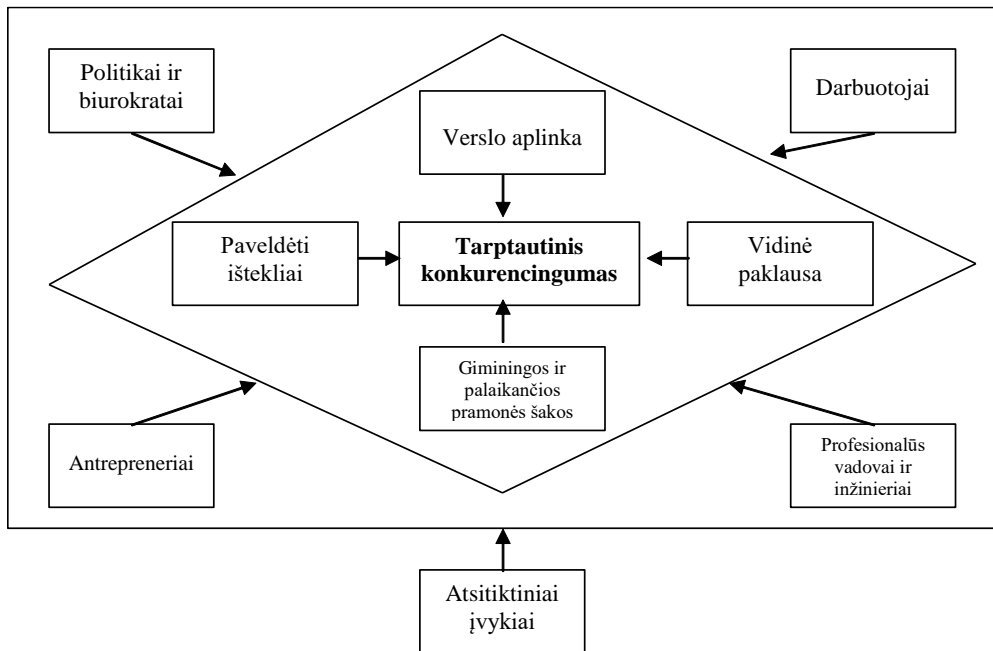 Politikai ir
biurokratai
Darbuotojai
Verslo aplinka
Paveldėti
ištekliai
Tarptautinis
konkurencingumas
Vidinė
paklausa
Giminingos ir
palaikančios
pramonės šakos
Antrepreneriai
Profesionalūs
vadovai ir
inžinieriai
Atsitiktiniai
įvykiai